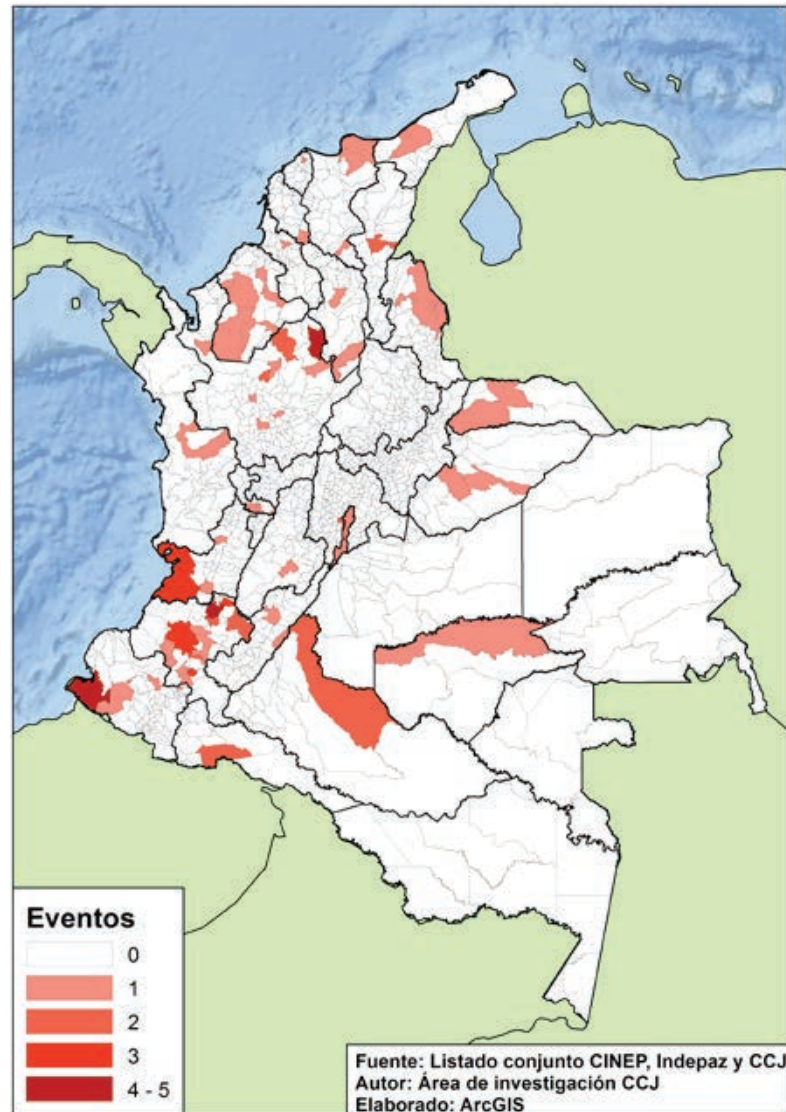 Eventos
0
1
2
3
4 - 5
Fuente: Listado conjunto CINEP, Indepaz y CCJ
Autor: Área de investigación CCJ
Elaborado: ArcGIS